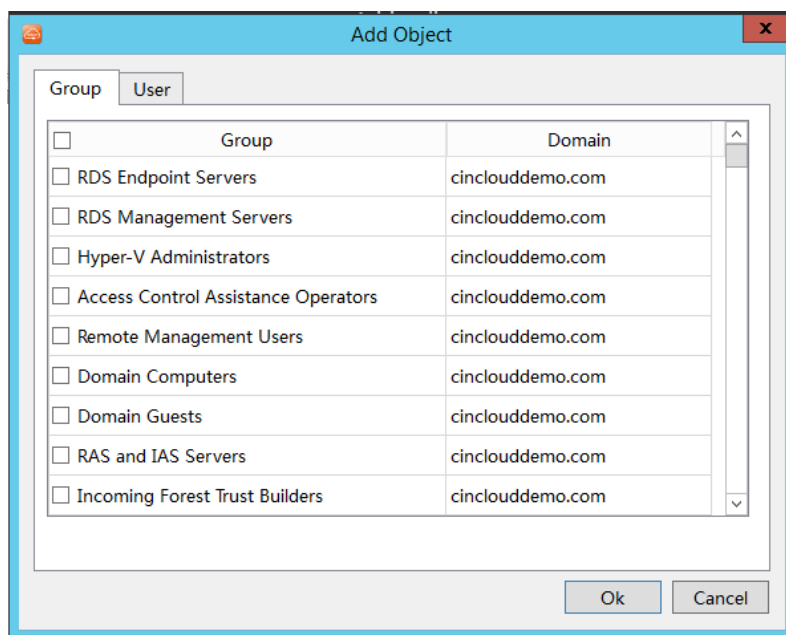 Add Object
Group User
Group Domain
RDS Endpoint Servers cinclouddemo.com
RDS Management Servers cinclouddemo.com
Hyper-V Administrators cinclouddemo.com
Access Control Assistance Operators cinclouddemo.com
Remote Management Users cinclouddemo.com
Domain Computers cinclouddemo.com
Domain Guests cinclouddemo.com
RAS and IAS Servers cinclouddemo.com
Incoming Forest Trust Builders cinclouddemo.com
Ok Cancel